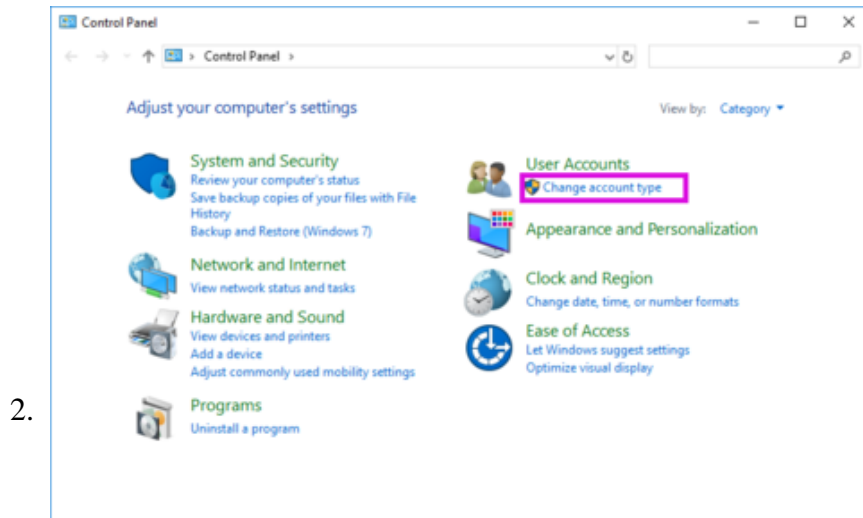 Control Panel
Control Panel
Adjust your computer's settings
View by: Category
System and Security
Review your computer's status
Save backup copies of your files with File
History
Backup and Restore (Windows 7)
Network and Internet
View network status and tasks
Hardware and Sound
View devices and printers
Add a device
Adjust commonly used mobility settings
Programs
Uninstall a program
User Accounts
Change account type
Appearance and Personalization
Clock and Region
Change date, time, or number formats
Ease of Access
Let Windows suggest settings
Optimize visual display
2.